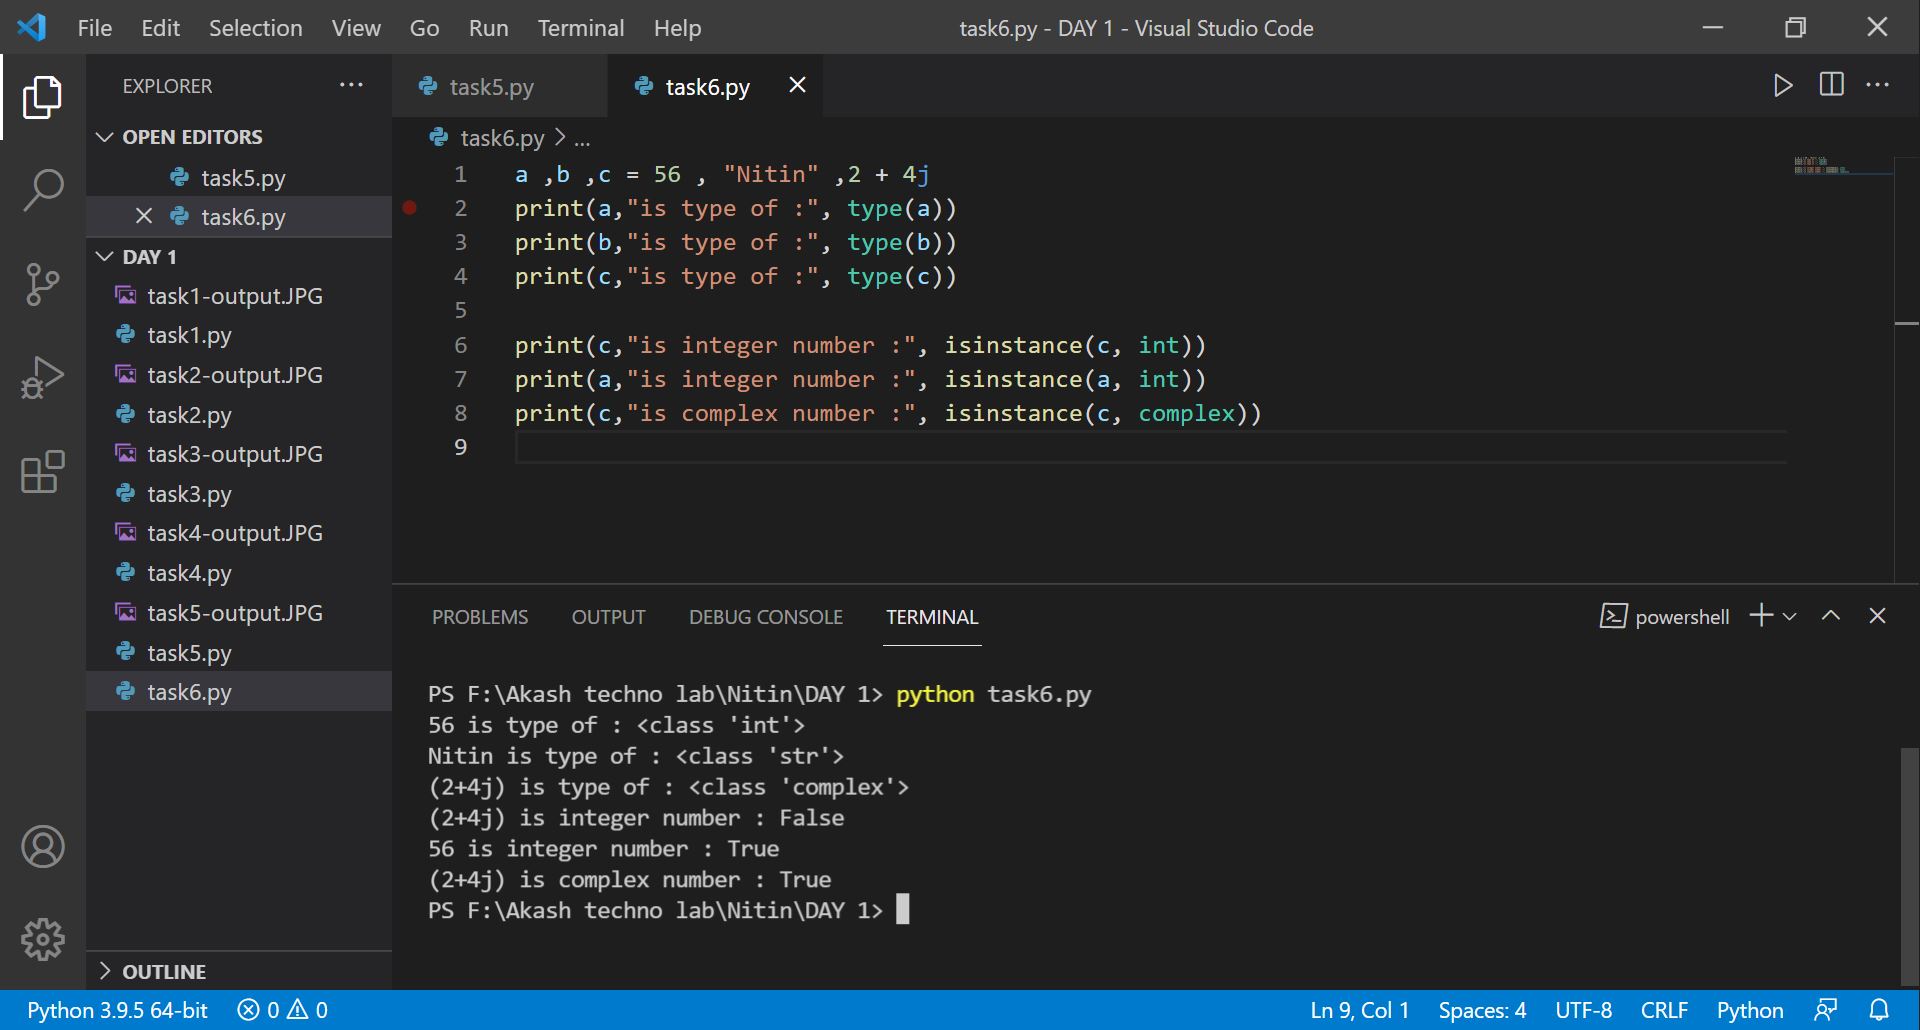 File Edit Selection View Go Run Terminal Help
task6.py - DAY 1 - Visual Studio Code
EXPLORER
OPEN EDITORS
task5.py
task6.py
DAY 1
task1-output.JPG
task1.py
task2-output.JPG
task2.py
task3-output.JPG
task3.py
task4-output.JPG
task4.py
task5-output.JPG
task5.py
task6.py
OUTLINE
task5.py task6.py
task6.py > ...
1 a ,b ,c = 56 , "Nitin" ,2 + 4j
2 print(a,"is type of :", type(a))
3 print(b,"is type of :", type(b))
4 print(c,"is type of :", type(c))
5
6 print(c,"is integer number :", isinstance(c, int))
7 print(a,"is integer number :", isinstance(a, int))
8 print(c,"is complex number :", isinstance(c, complex))
9
PROBLEMS OUTPUT DEBUG CONSOLE TERMINAL powershell
PS F:\Akash techno lab\Nitin\DAY 1> python task6.py
56 is type of : <class 'int'>
Nitin is type of : <class 'str'>
(2+4j) is type of : <class 'complex'>
(2+4j) is integer number : False
56 is integer number : True
(2+4j) is complex number : True
PS F:\Akash techno lab\Nitin\DAY 1>
Python 3.9.5 64-bit 0 0 Ln 9, Col 1 Spaces: 4 UTF-8 CRLF Python